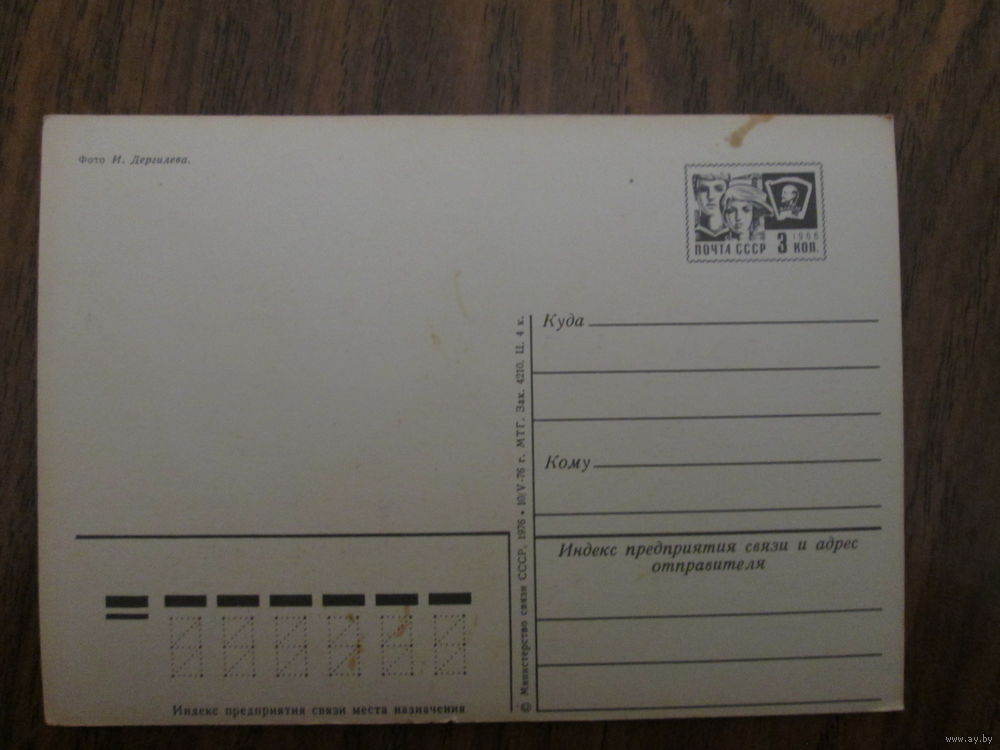 Фото И. Дергилева.
1966
ПОЧТА СССР 3 КОП.
Куда
Кому
Индекс предприятия связи и адрес
отправителя
© Министерство связи СССР, 1976 • 10/V-76 г. МТГ. Зак. 4210. Ц. 4 к.
Индекс предприятия связи места назначения
www.ay.by